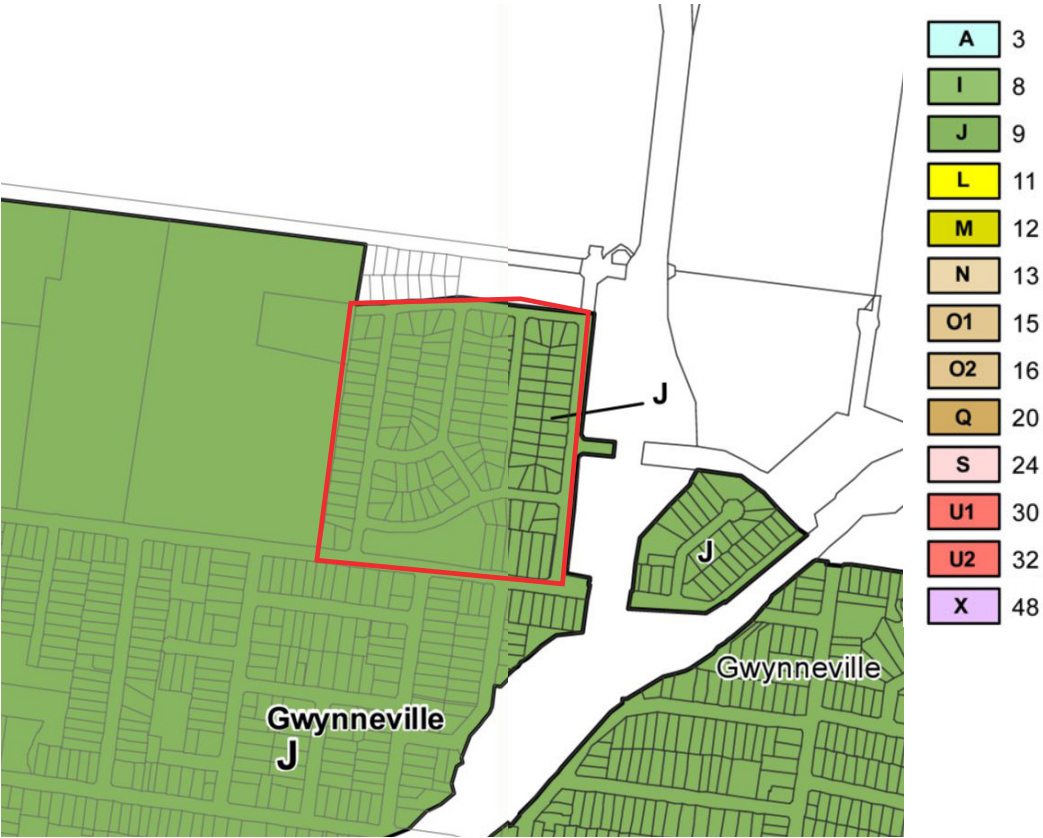 A 3
I 8
J 9
L 11
M 12
N 13
O1 15
O2 16
Q 20
S 24
U1 30
U2 32
X 48
J
J
Gwynneville
Gwynneville
J